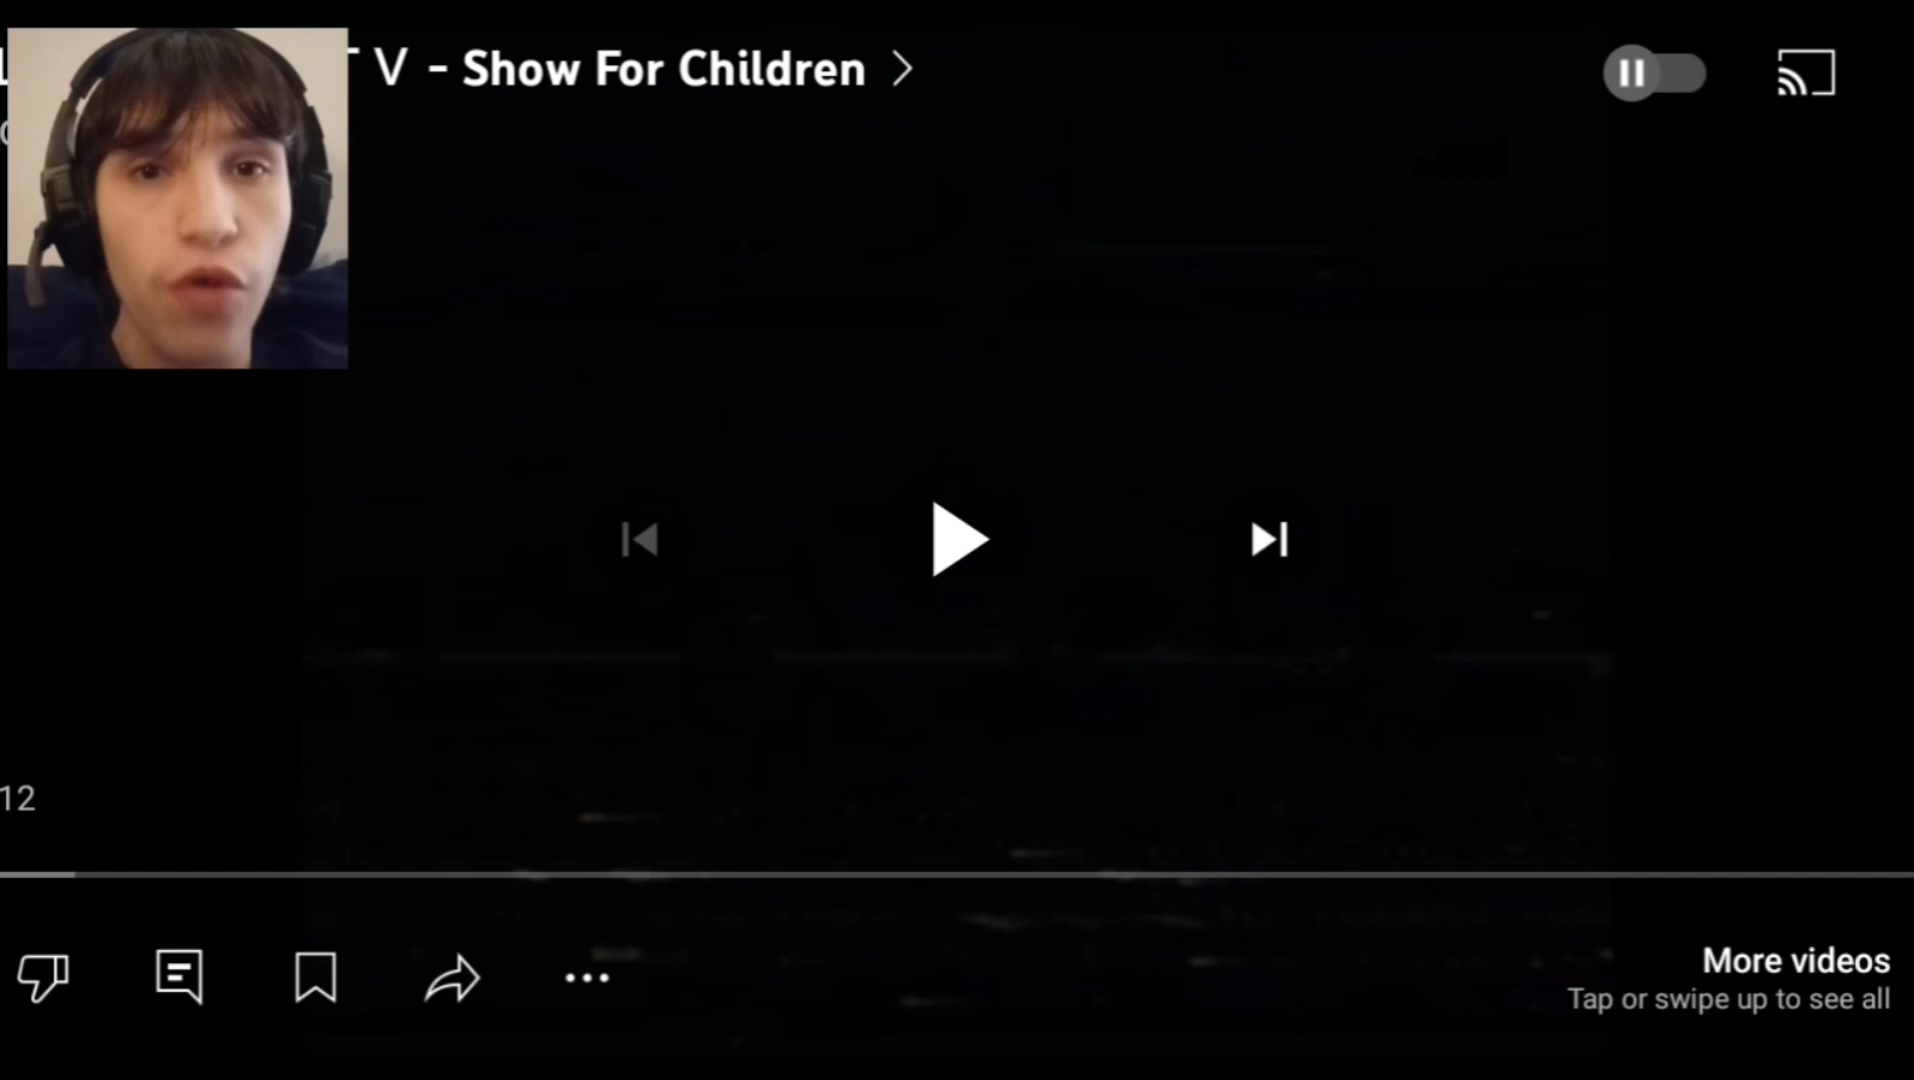 T V - Show For Children
12
More videos
Tap or swipe up to see all